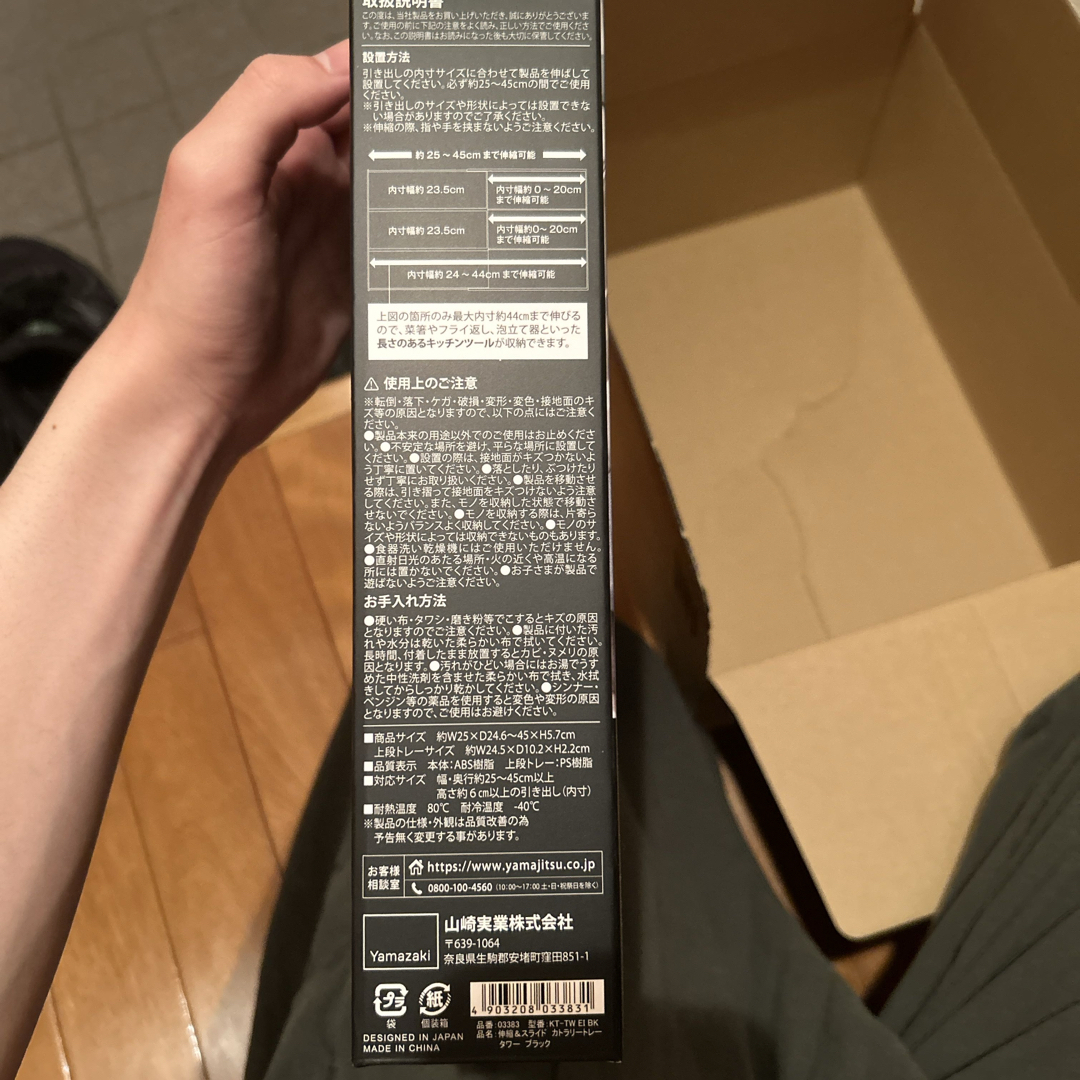 取扱説明書
この度は、当社製品をお買い上げいただき、誠にありがとうございま
す。ご使用の前に下記の注意をよく読み、正しい方法でご使用くださ
い。なお、この説明書はお読みになった後も大切に保管してください。
設置方法
引き出しの内寸サイズに合わせて製品を伸ばして
設置してください。必ず約25〜45cmの間でご使用
ください。
※引き出しのサイズや形状によっては設置できな
い場合がありますのでご了承ください。
※伸縮の際、指や手を挟まないようご注意ください。
約 25 〜 45cm まで伸縮可能
内寸幅約 23.5cm
内寸幅約 0 〜 20cm
まで伸縮可能
内寸幅約 23.5cm
内寸幅約0〜 20cm
まで伸縮可能
内寸幅約 24 〜 44cm まで伸縮可能
上図の箇所のみ最大内寸約44cmまで伸びる
ので、菜箸やフライ返し、泡立て器といった
長さのあるキッチンツールが収納できます。
⚠ 使用上のご注意
※転倒・落下・ケガ・破損・変形・変色・接地面のキ
ズ等の原因となりますので、以下の点にはご注意く
ださい。
●製品本来の用途以外でのご使用はお止めくださ
い。●不安定な場所を避け、平らな場所に設置して
ください。●設置の際は、接地面がキズつかないよ
う丁寧に置いてください。●落としたり、ぶつけたり
せず丁寧にお取り扱いください。●製品を移動させ
る際は、引き摺って接地面をキズつけないよう注意
してください。また、モノを収納した状態で移動さ
せないでください。●モノを収納する際は、片寄ら
ないようバランスよく収納してください。●モノのサ
イズや形状によっては収納できないものもあります。
●食器洗い乾燥機にはご使用いただけません。
●直射日光のあたる場所・火の近くや高温になる
所には置かないでください。●お子さまが製品で
遊ばないようご注意ください。
お手入れ方法
●硬い布・タワシ・磨き粉等でこするとキズの原因
となりますのでご注意ください。●製品に付いた汚
れや水分は乾いた柔らかい布で拭いてください。
長時間、付着したまま放置するとカビ・ヌメリの原
因となります。●汚れがひどい場合にはお湯でうす
めた中性洗剤を含ませた柔らかい布で拭き、水拭
きしてからしっかり乾かしてください。●シンナー・
ベンジン等の薬品を使用すると変色や変形の原因
となりますので、ご使用はお避けください。
■商品サイズ 約W25×D24.6〜45×H5.7cm
上段トレーサイズ 約W24.5×D10.2×H2.2cm
■品質表示 本体:ABS樹脂 上段トレー:PS樹脂
■対応サイズ 幅・奥行約25〜45cm以上
高さ約6cm以上の引き出し(内寸)
■耐熱温度 80℃ 耐冷温度 -40℃
※製品の仕様・外観は品質改善の為
予告無く変更する事があります。
お客様
相談室
https://www.yamajitsu.co.jp
0800-100-4560 (10:00〜17:00 土・日・祝祭日を除く)
Yamazaki
山崎実業株式会社
〒639-1064
奈良県生駒郡安堵町窪田851-1
プラ
袋
紙
個装箱
4 903208 033831
DESIGNED IN JAPAN
MADE IN CHINA
品番:03383 型番:KT-TW EI BK
品名:伸縮&スライド カトラリートレー
タワー ブラック